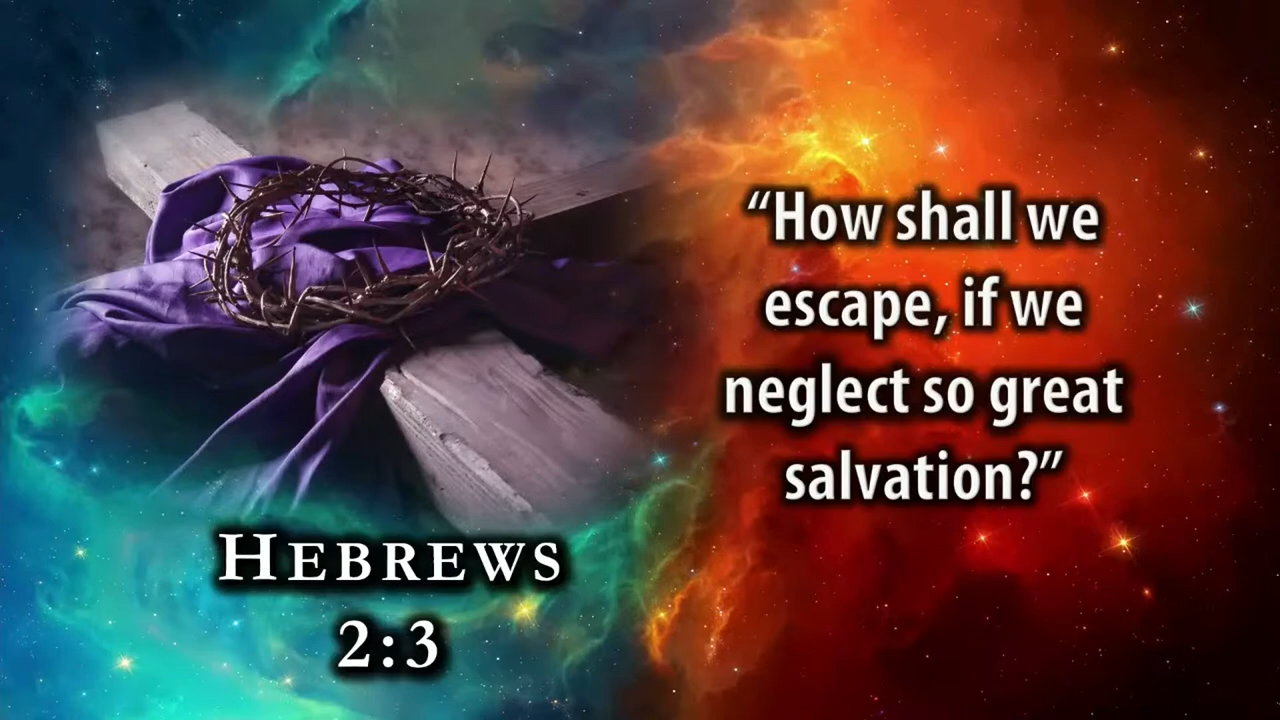 “How shall we
escape, if we
neglect so great
salvation?”
HEBREWS
2:3